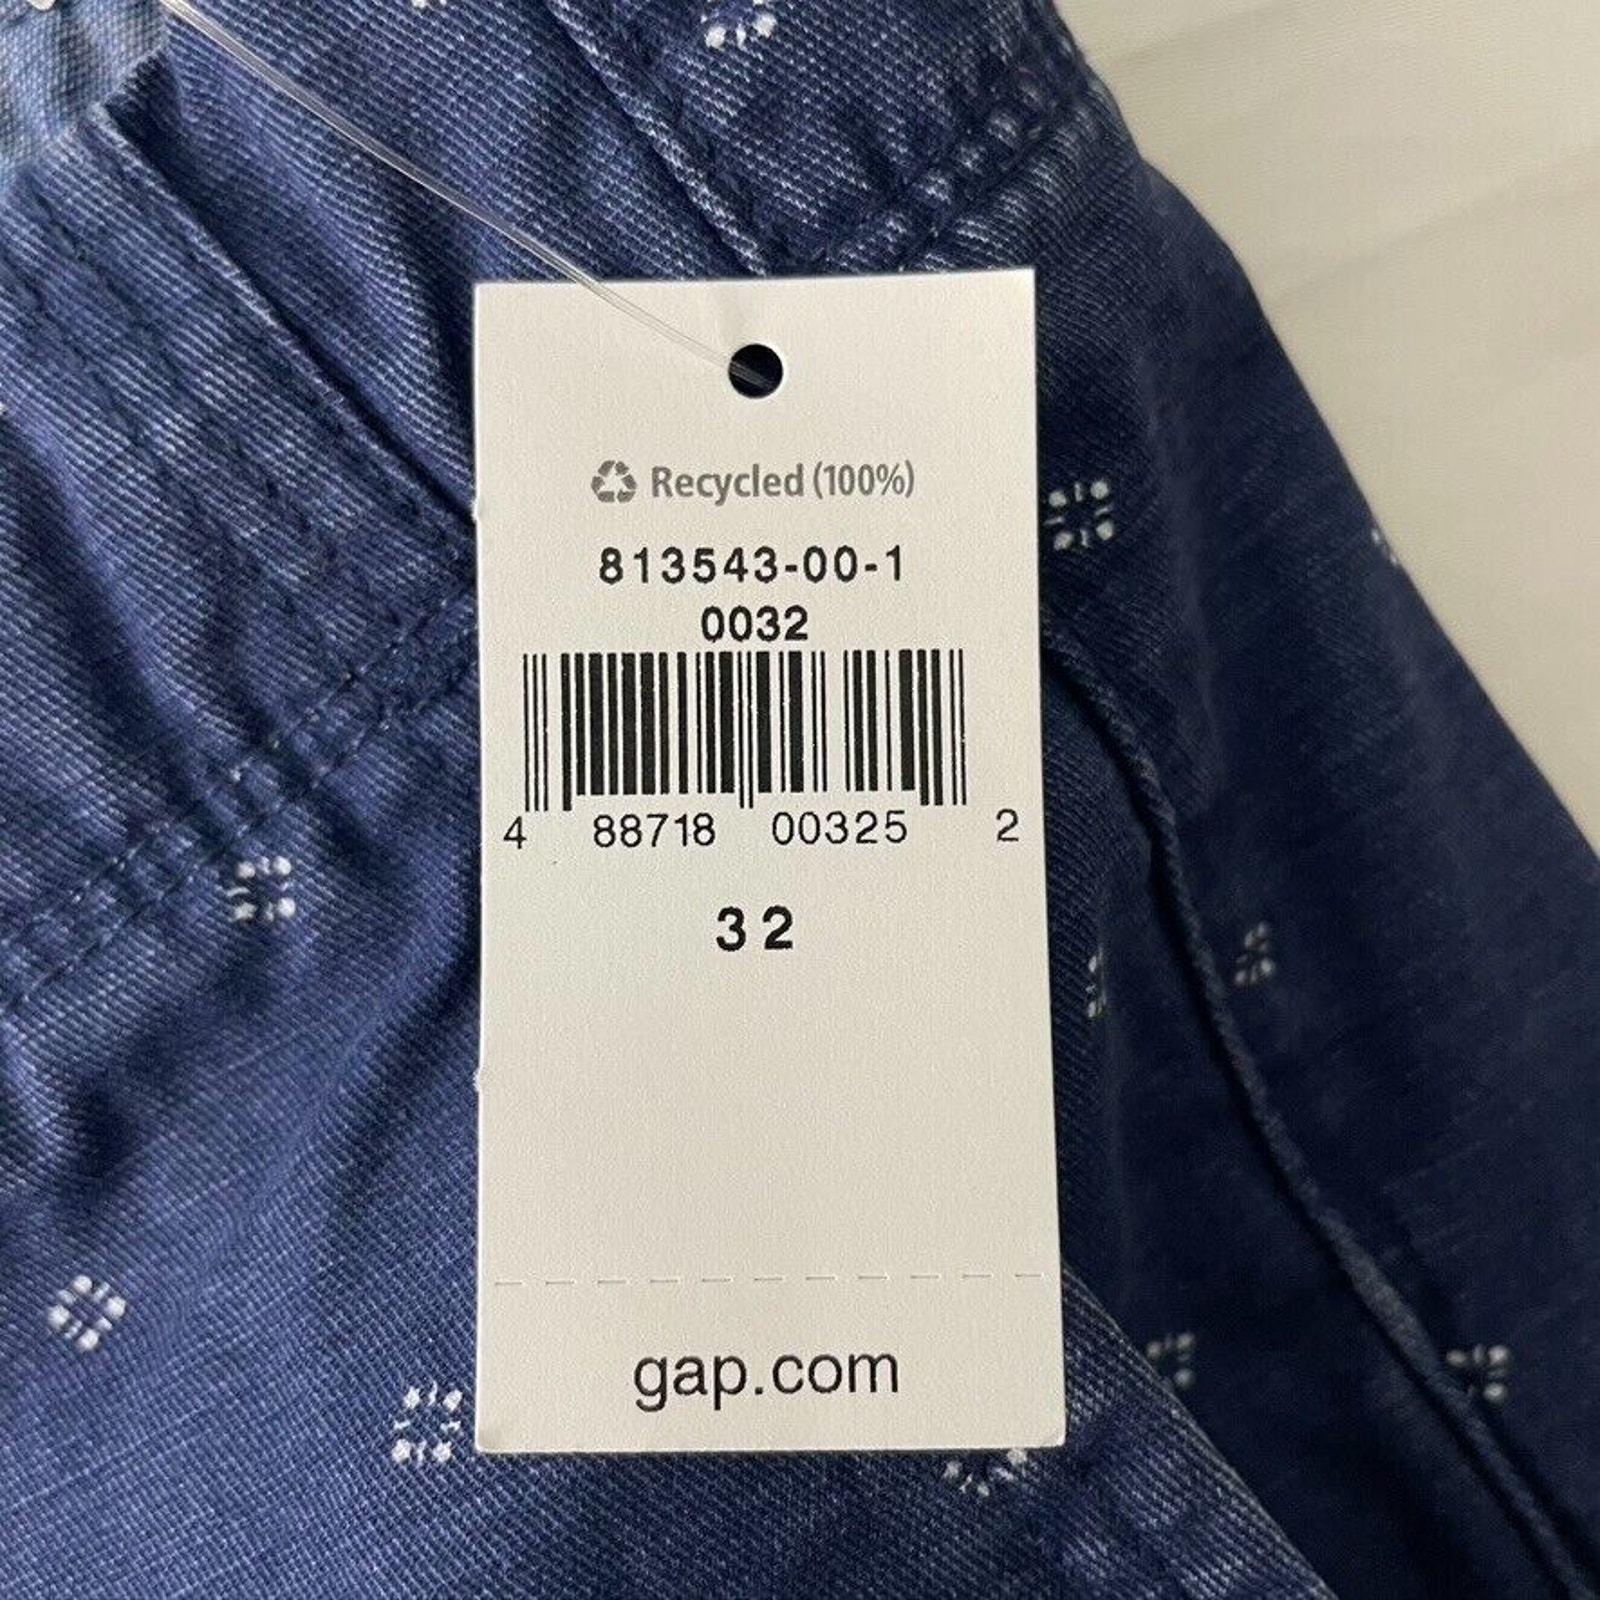 Recycled (100%)
813543-00-1
0032
4 88718 00325 2
32
gap.com